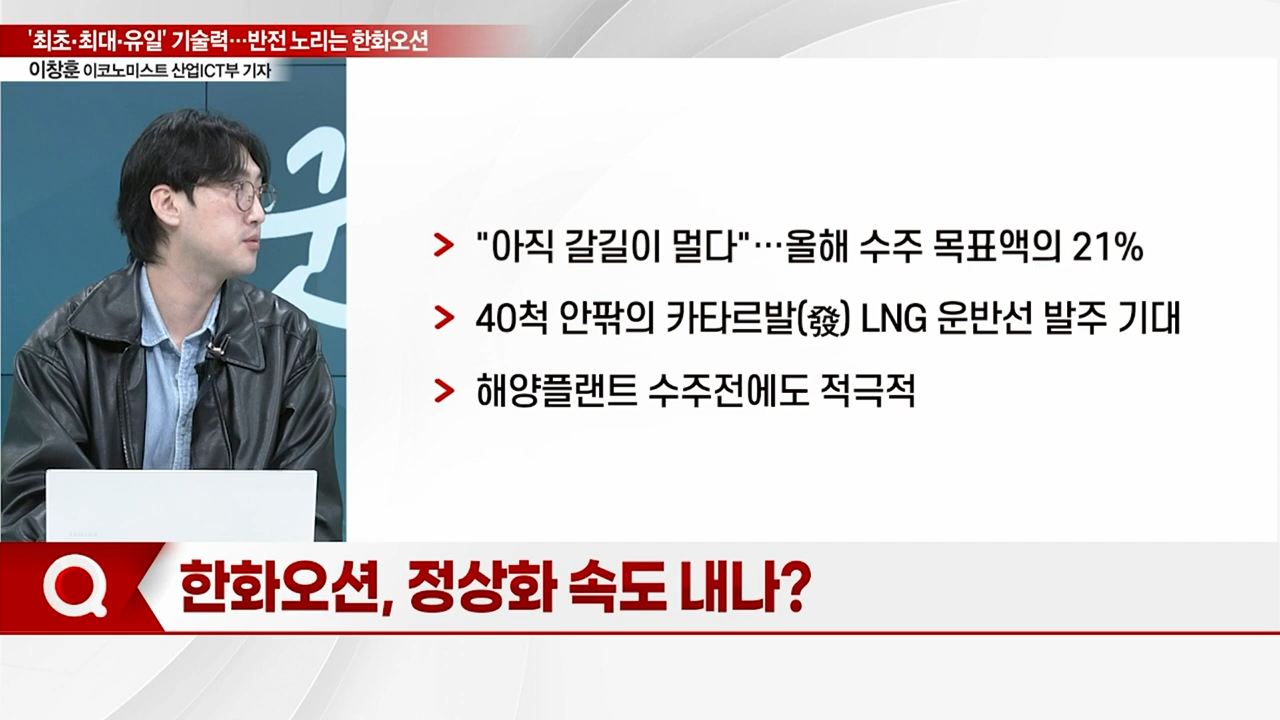 '최초·최대·유일' 기술력…반전 노리는 한화오션
이창훈 이코노미스트 산업ICT부 기자
> "아직 갈길이 멀다"…올해 수주 목표액의 21%
> 40척 안팎의 카타르발(發) LNG 운반선 발주 기대
> 해양플랜트 수주전에도 적극적
Q 한화오션, 정상화 속도 내나?